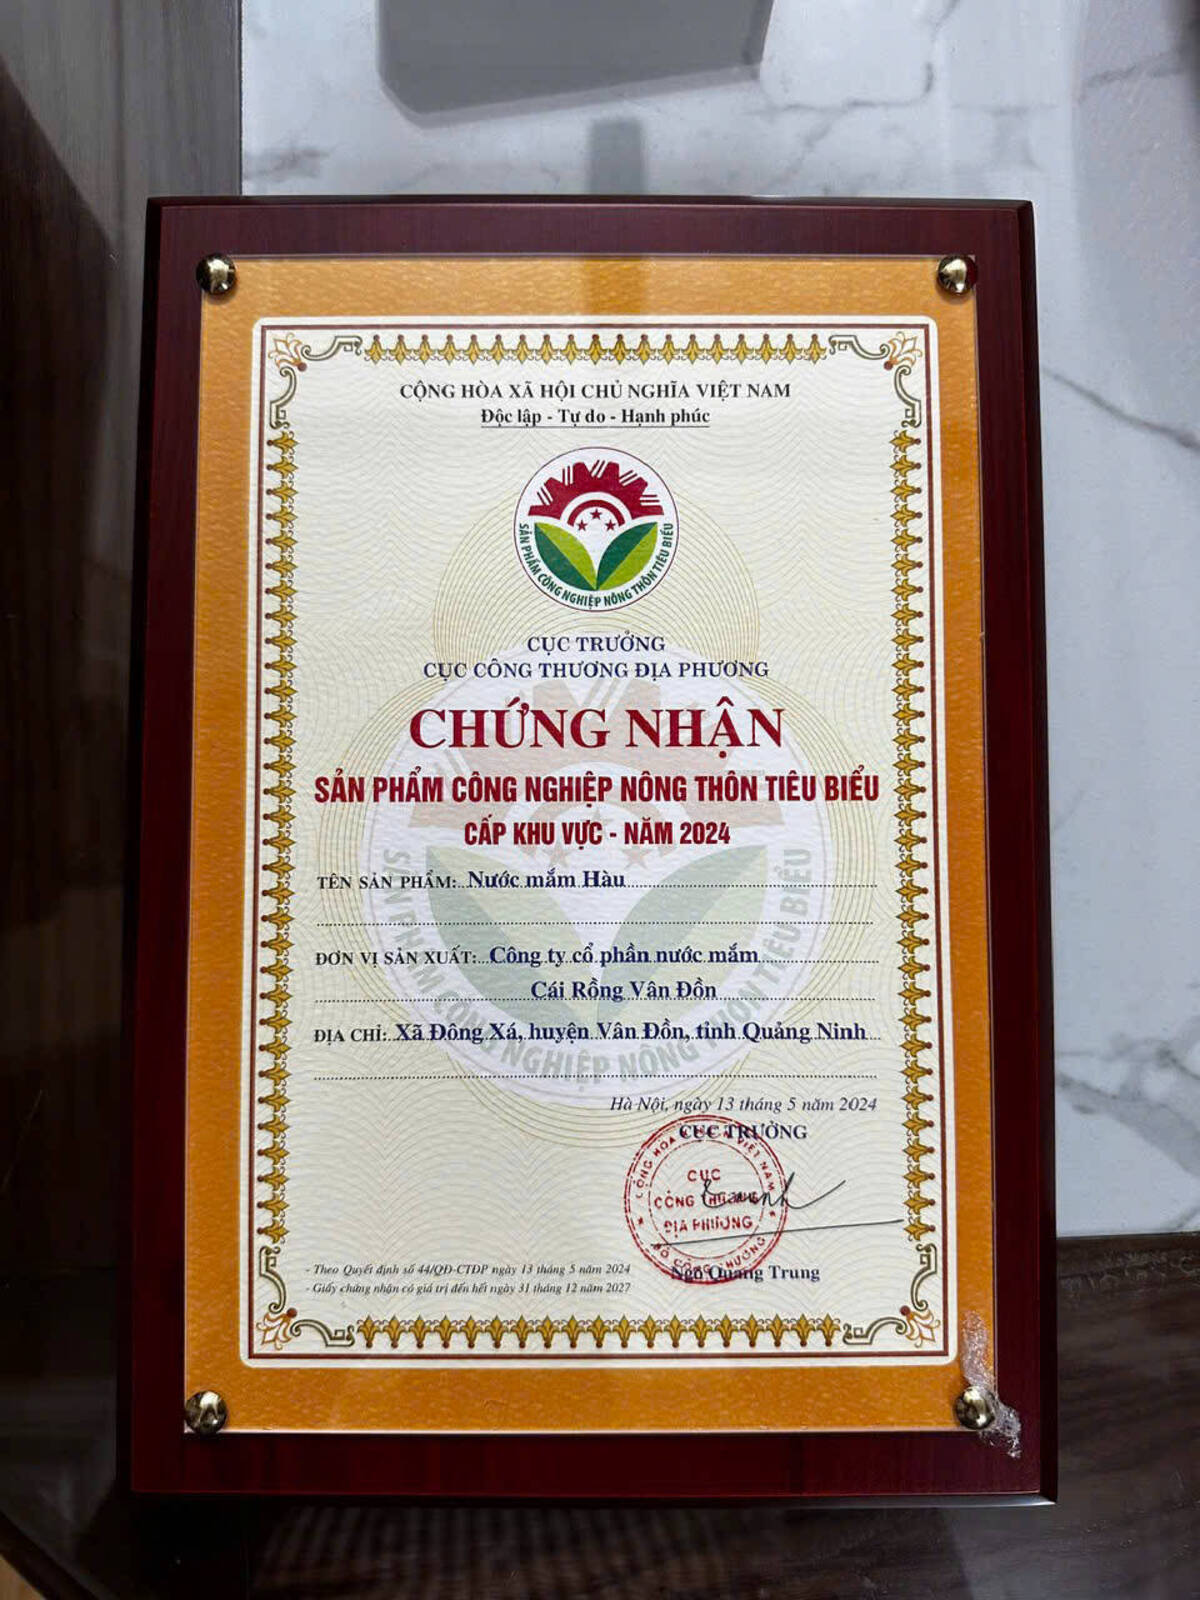 CỘNG HÒA XÃ HỘI CHỦ NGHĨA VIỆT NAM
Độc lập - Tự do - Hạnh phúc
SẢN PHẨM CÔNG NGHIỆP NÔNG THÔN TIÊU BIỂU
CỤC TRƯỞNG
CỤC CÔNG THƯƠNG ĐỊA PHƯƠNG
CHỨNG NHẬN
SẢN PHẨM CÔNG NGHIỆP NÔNG THÔN TIÊU BIỂU
CẤP KHU VỰC - NĂM 2024
TÊN SẢN PHẨM: Nước mắm Hàu
ĐƠN VỊ SẢN XUẤT: Công ty cổ phần nước mắm
Cái Rồng Vân Đồn
ĐỊA CHỈ: Xã Đông Xá, huyện Vân Đồn, tỉnh Quảng Ninh
Hà Nội, ngày 13 tháng 5 năm 2024
CỤC TRƯỞNG
CỤC
CÔNG THƯƠNG
ĐỊA PHƯƠNG
Ngô Quang Trung
- Theo Quyết định số 44/QĐ-CTĐP ngày 13 tháng 5 năm 2024
- Giấy chứng nhận có giá trị đến hết ngày 31 tháng 12 năm 2027